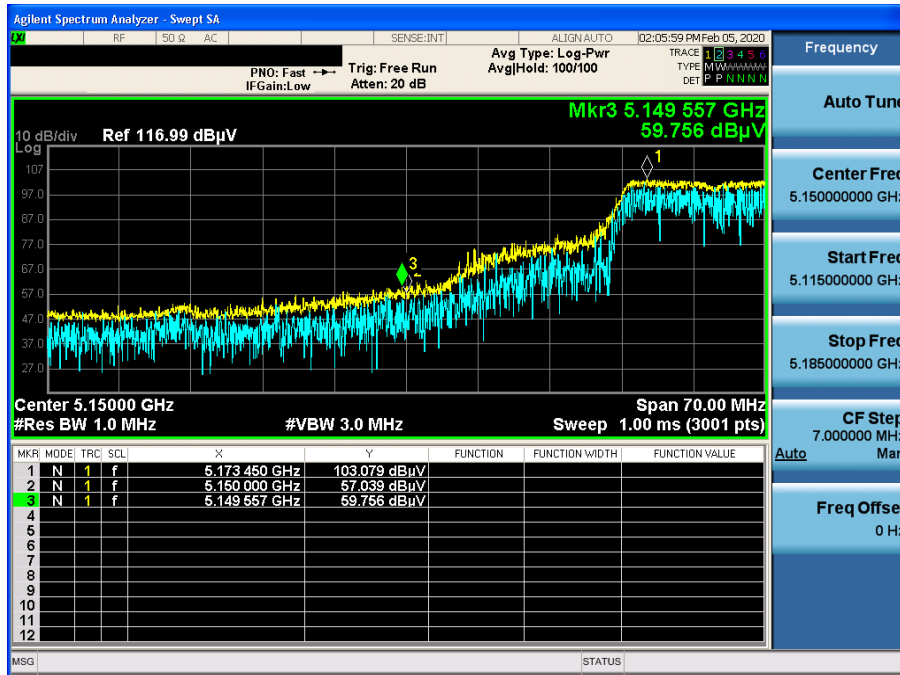 Agilent Spectrum Analyzer - Swept SA
LXI RF 50 Ω AC SENSE:INT ALIGN AUTO 02:05:59 PM Feb 05, 2020
Frequency
PNO: Fast
IFGain:Low
Trig: Free Run
Atten: 20 dB
Avg Type: Log-Pwr
Avg|Hold: 100/100
TRACE 1 2 3 4 5 6
TYPE M W W W W W
DET P P N N N N
Auto Tune
Mkr3 5.149 557 GHz
59.756 dBµV
10 dB/div Ref 116.99 dBµV
Log
107
97.0
87.0
77.0
67.0
57.0
47.0
37.0
27.0
1
3
2
Center Freq
5.150000000 GHz
Start Freq
5.115000000 GHz
Stop Freq
5.185000000 GHz
Center 5.15000 GHz Span 70.00 MHz
#Res BW 1.0 MHz #VBW 3.0 MHz Sweep 1.00 ms (3001 pts)
CF Step
7.000000 MHz
Auto Man
MKR MODE TRC SCL X Y FUNCTION FUNCTION WIDTH FUNCTION VALUE
1 N 1 f 5.173 450 GHz 103.079 dBµV
2 N 1 f 5.150 000 GHz 57.039 dBµV
3 N 1 f 5.149 557 GHz 59.756 dBµV
4
5
6
7
8
9
10
11
12
Freq Offse
0 Hz
MSG STATUS